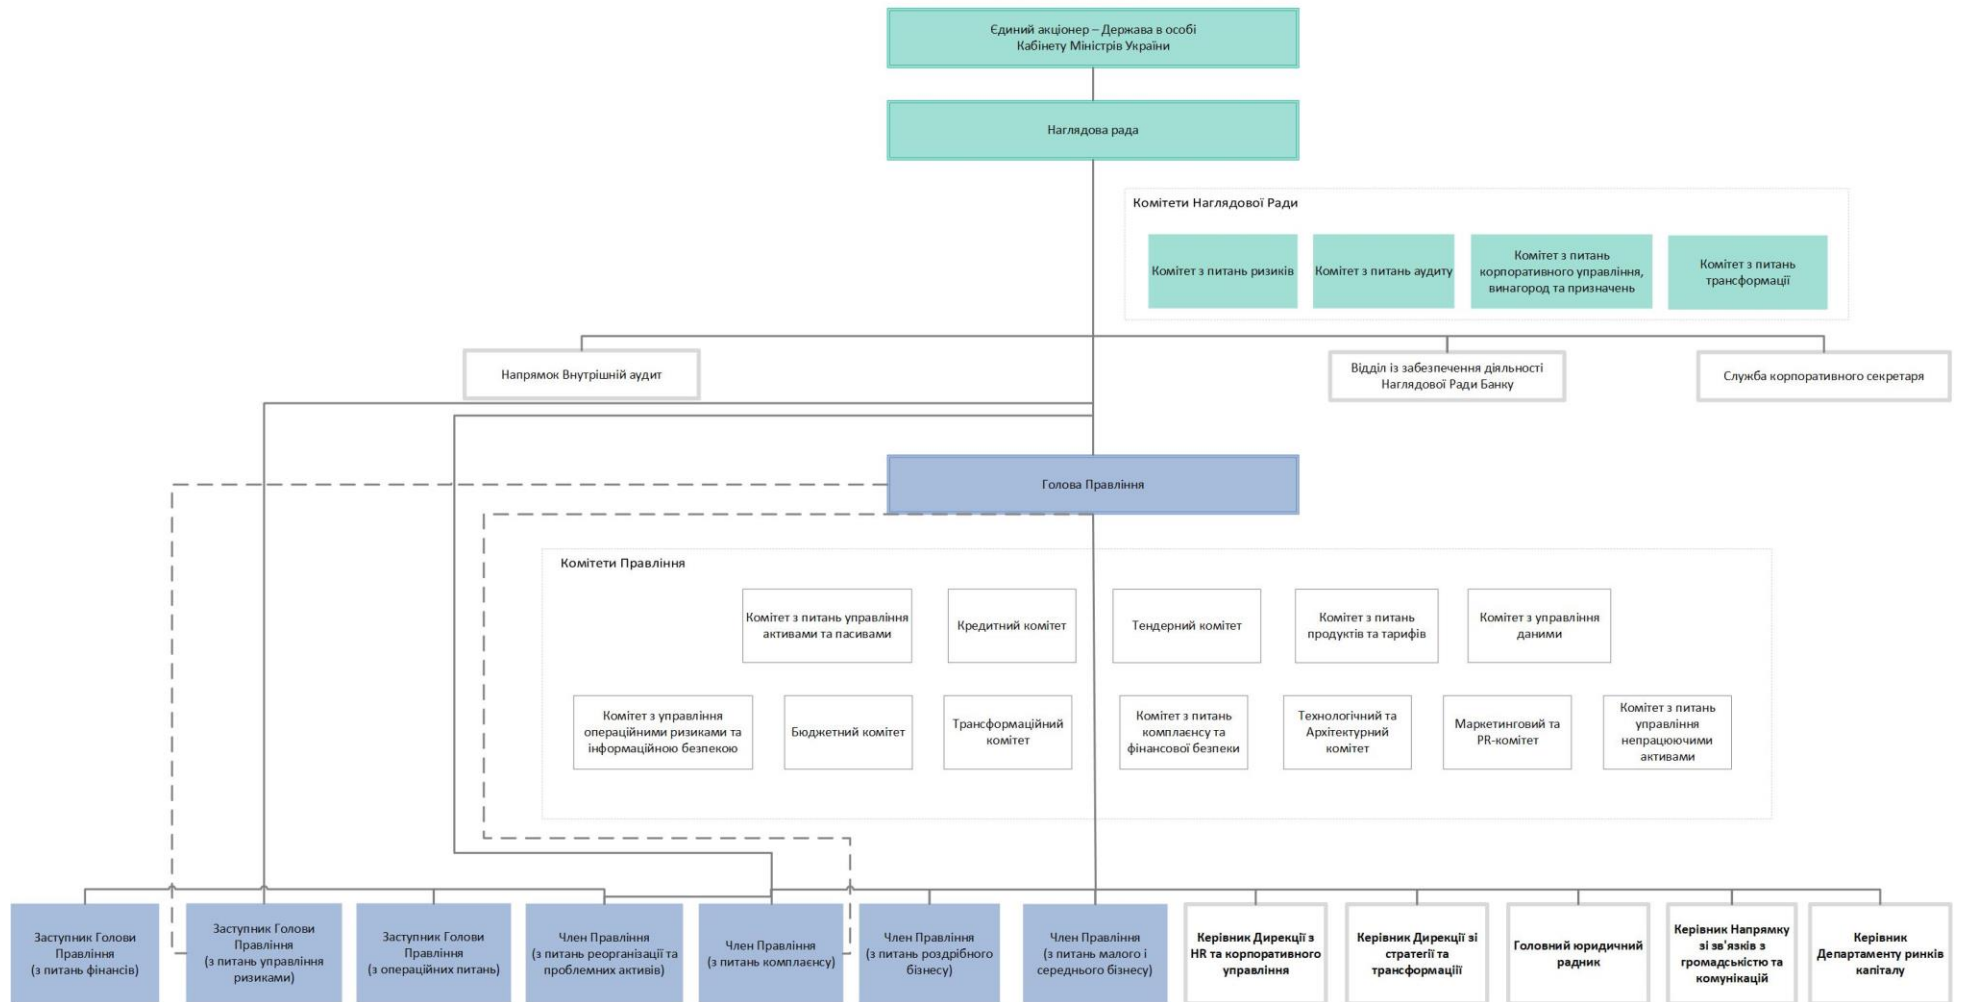 Єдиний акціонер – Держава в особі
Кабінету Міністрів України
Наглядова рада
Комітети Наглядової Ради
Комітет з питань ризиків
Комітет з питань аудиту
Комітет з питань
корпоративного управління,
винагород та призначень
Комітет з питань
трансформації
Напрямок Внутрішній аудит
Відділ із забезпечення діяльності
Наглядової Ради Банку
Служба корпоративного секретаря
Голова Правління
Комітети Правління
Комітет з питань управління
активами та пасивами
Кредитний комітет
Тендерний комітет
Комітет з питань
продуктів та тарифів
Комітет з управління
даними
Комітет з управління
операційними ризиками та
інформаційною безпекою
Бюджетний комітет
Трансформаційний
комітет
Комітет з питань
комплаєнсу та
фінансової безпеки
Технологічний та
Архітектурний
комітет
Маркетинговий та
PR-комітет
Комітет з питань
управління
непрацюючими
активами
Заступник Голови
Правління
(з питань фінансів)
Заступник Голови
Правління
(з питань управління
ризиками)
Заступник Голови
Правління
(з операційних питань)
Член Правління
(з питань реорганізації та
проблемних активів)
Член Правління
(з питань комплаєнсу)
Член Правління
(з питань роздрібного
бізнесу)
Член Правління
(з питань малого і
середнього бізнесу)
Керівник Дирекції з
HR та корпоративного
управління
Керівник Дирекції зі
стратегії та
трансформаціїї
Головний юридичний
радник
Керівник Напрямку
зі зв'язків з
громадськістю та
комунікацій
Керівник
Департаменту ринків
капіталу